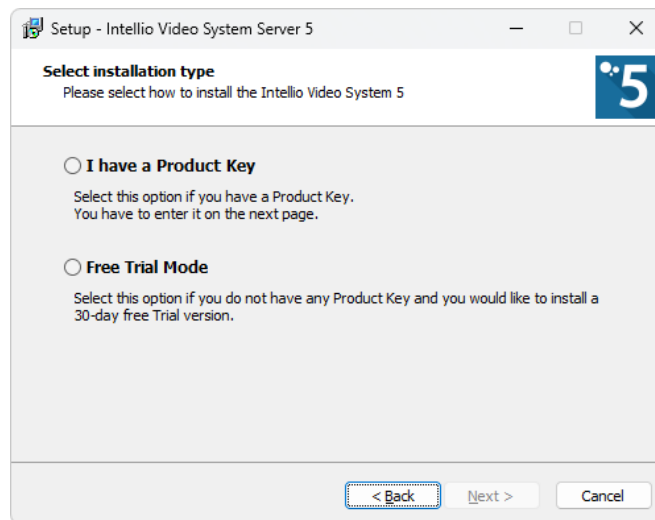 Setup - Intellio Video System Server 5
Select installation type
Please select how to install the Intellio Video System 5
5
I have a Product Key
Select this option if you have a Product Key.
You have to enter it on the next page.
Free Trial Mode
Select this option if you do not have any Product Key and you would like to install a
30-day free Trial version.
< Back
Next >
Cancel